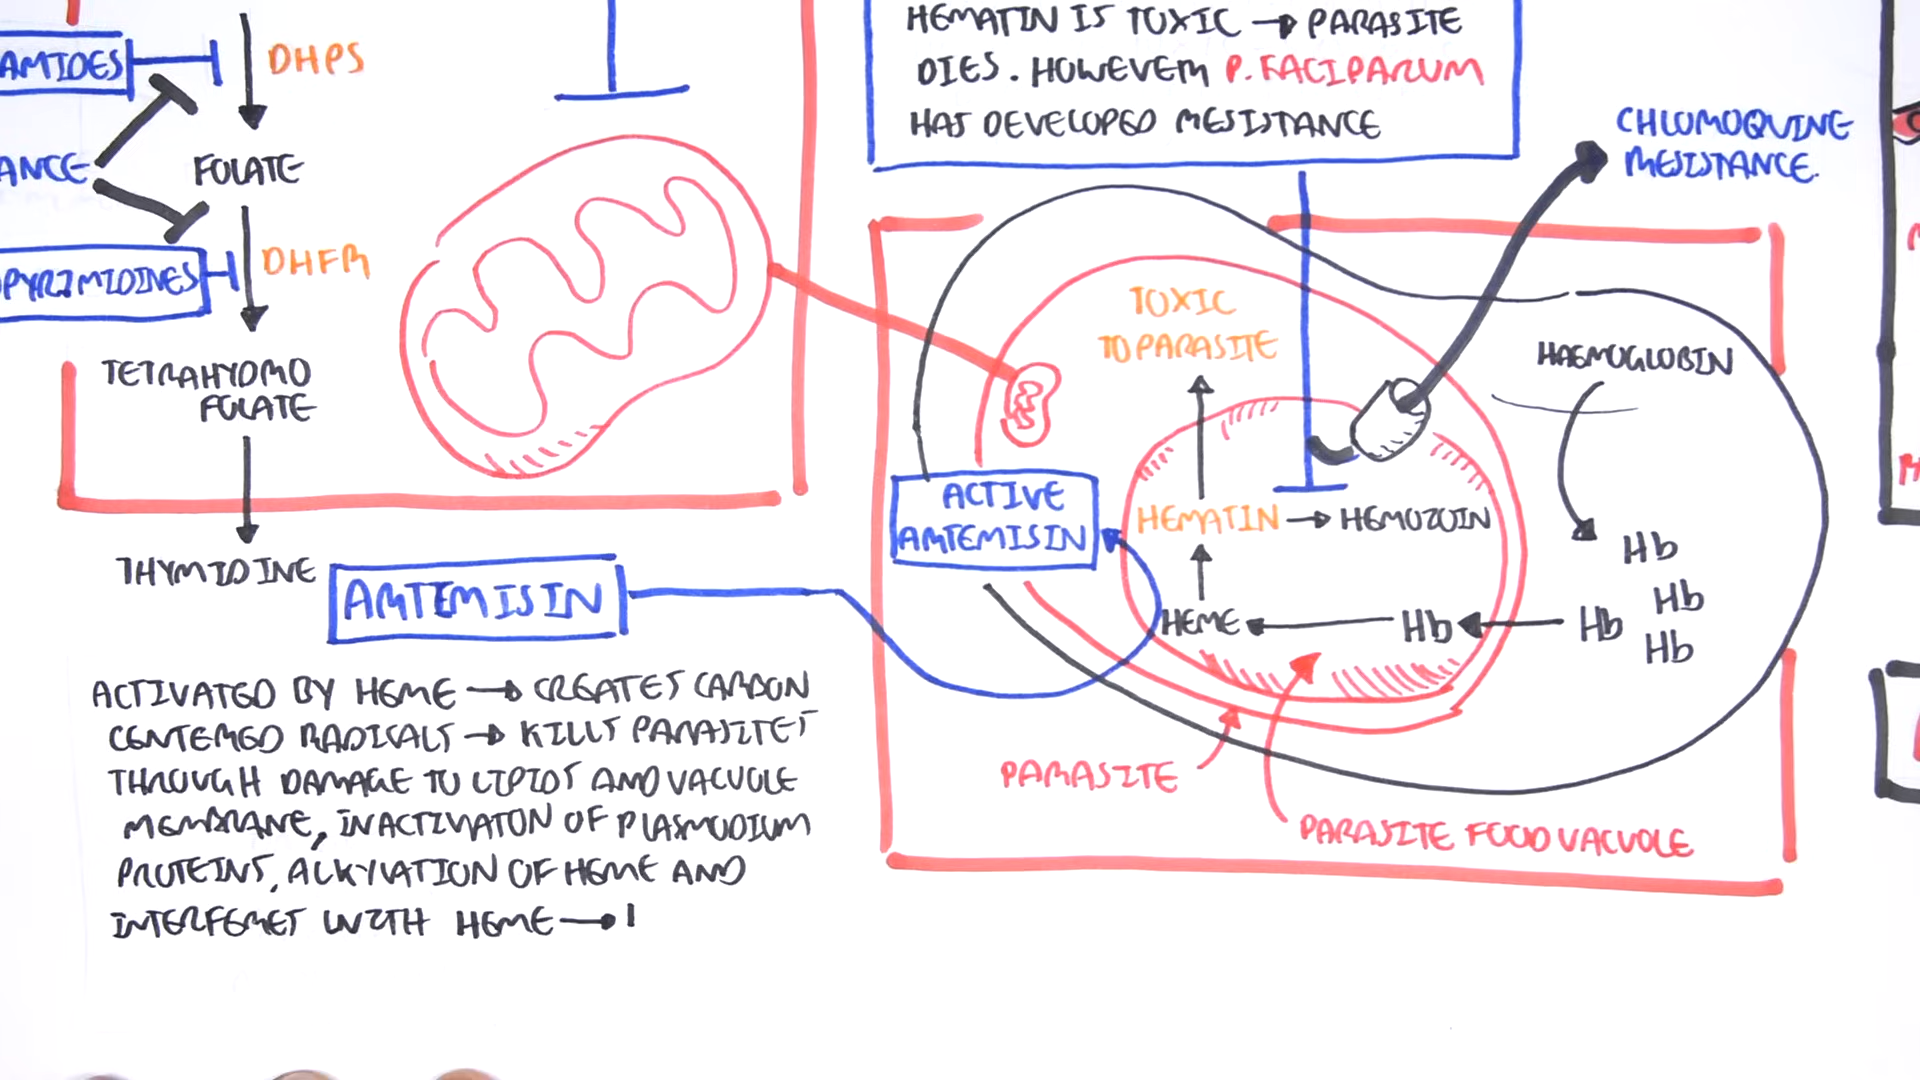 AMIDES
DHPS
FOLATE
ANCE
DHFR
PYRIMIDINES
TETRAHYDRO
FOLATE
THYMIDINE
HEMATIN IS TOXIC → PARASITE
DIES. HOWEVER P. FACIPARUM
HAS DEVELOPED RESISTANCE
CHLOROQUINE
RESISTANCE.
TOXIC
TO PARASITE
HAEMOGLOBIN
ACTIVE
ARTEMISIN
HEMATIN → HEMOZOIN
HEME
Hb
Hb
Hb
Hb
Hb
PARASITE
PARASITE FOOD VACUOLE
ARTEMISIN
ACTIVATED BY HEME → CREATES CARBON
CENTERED RADICALS → KILLS PARASITES
THROUGH DAMAGE TO LIPIDS AND VACUOLE
MEMBRANE, INACTIVATON OF PLASMODIUM
PROTEINS, ALKYLATION OF HEME AND
INTERFERES WITH HEME →